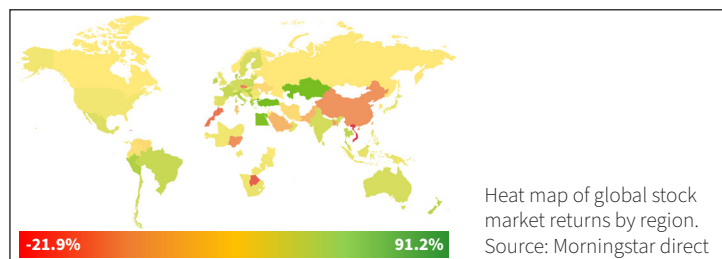 -21.9% 91.2%
Heat map of global stock
market returns by region.
Source: Morningstar direct